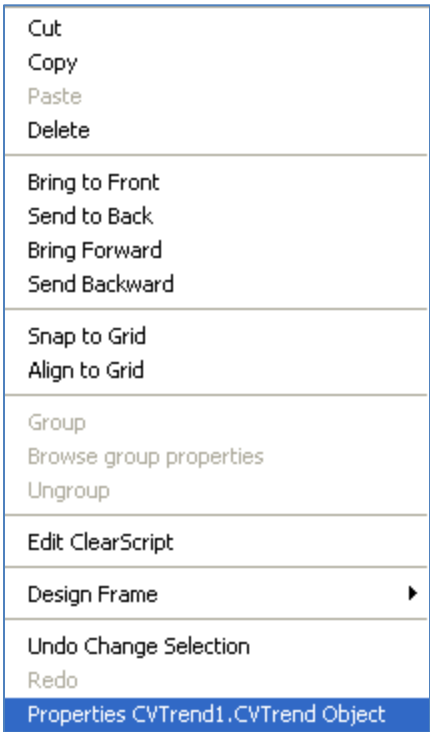 Cut
Copy
Paste
Delete
Bring to Front
Send to Back
Bring Forward
Send Backward
Snap to Grid
Align to Grid
Group
Browse group properties
Ungroup
Edit ClearScript
Design Frame
Undo Change Selection
Redo
Properties CVTrend1.CVTrend Object